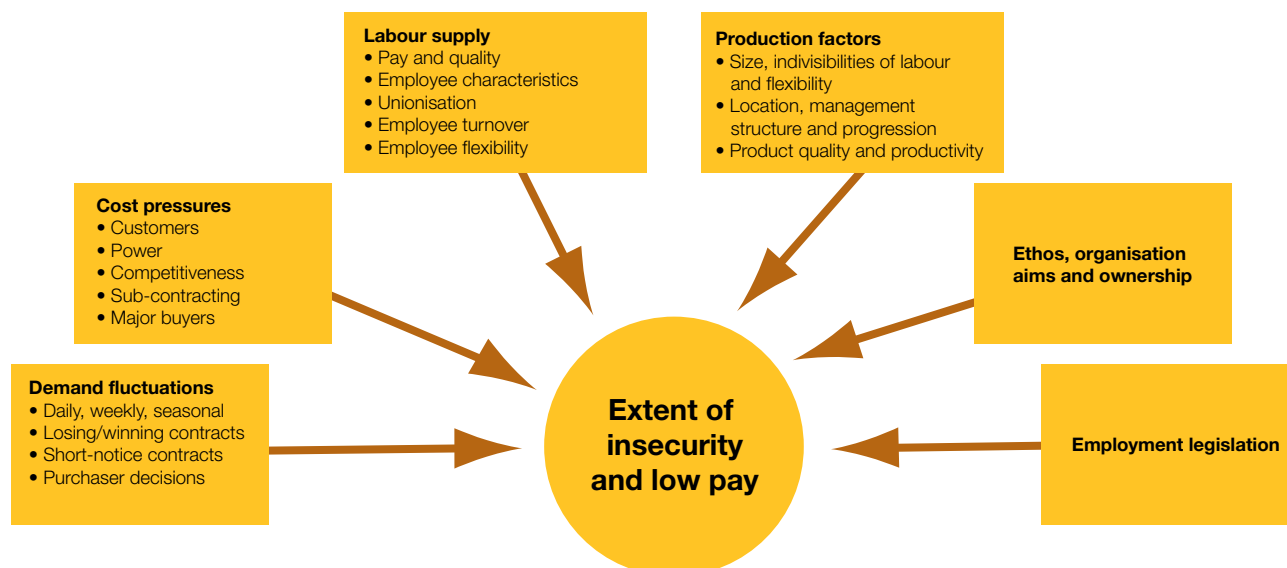 Labour supply
• Pay and quality
• Employee characteristics
• Unionisation
• Employee turnover
• Employee flexibility
Production factors
• Size, indivisibilities of labour
and flexibility
• Location, management
structure and progression
• Product quality and productivity
Cost pressures
• Customers
• Power
• Competitiveness
• Sub-contracting
• Major buyers
Ethos, organisation
aims and ownership
Demand fluctuations
• Daily, weekly, seasonal
• Losing/winning contracts
• Short-notice contracts
• Purchaser decisions
Extent of
insecurity
and low pay
Employment legislation